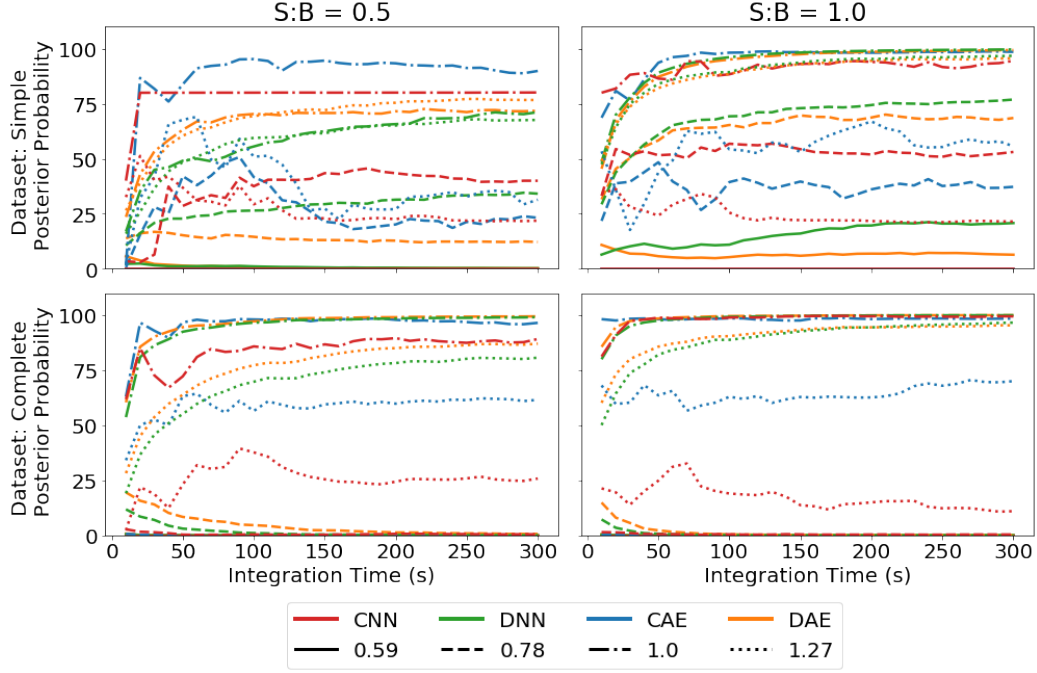 S:B = 0.5
S:B = 1.0
Dataset: Simple
Posterior Probability
100
75
50
25
0
Dataset: Complete
Posterior Probability
100
75
50
25
0
0 50 100 150 200 250 300
0 50 100 150 200 250 300
Integration Time (s)
Integration Time (s)
CNN DNN CAE DAE
0.59 0.78 1.0 1.27